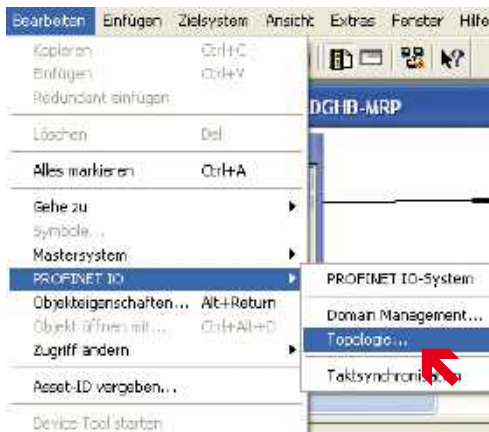 Bearbeiten Einfügen Zielsystem Ansicht Extras Fenster Hilfe
Kopieren Ctrl+C
Einfügen Ctrl+V
Redundant einfügen
DGHB-MRP
Löschen Del
Alles markieren Ctrl+A
Gehe zu
Symbole...
Mastersystem
PROFINET IO
PROFINET IO-System
Objekteigenschaften... Alt+Return
Domain Management...
Objekt öffnen mit... Ctrl+Alt+O
Topologie...
Zugriff ändern
Taktsynchronisation
Asset-ID vergeben...
Device-Tool starten